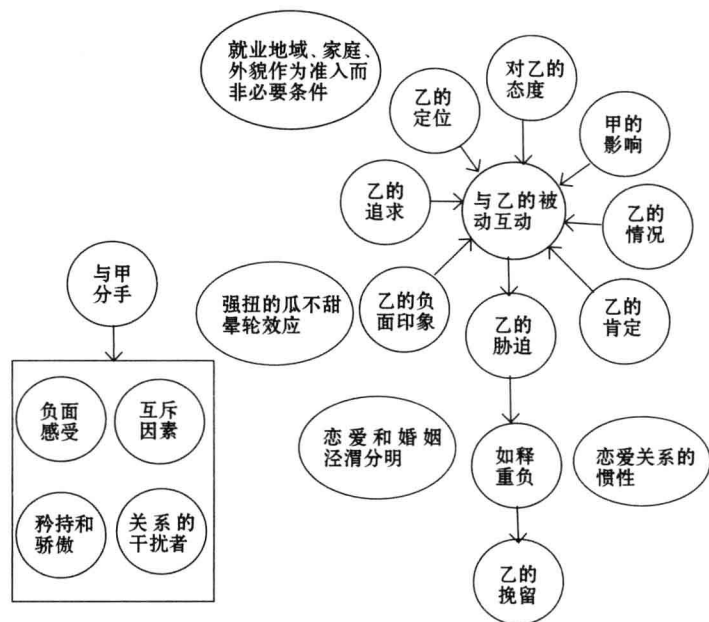 就业地域、家庭、
外貌作为准入而
非必要条件
乙的
定位
对乙的
态度
甲的
影响
乙的
追求
与乙的被
动互动
乙的
情况
与甲
分手
强扭的瓜不甜
晕轮效应
乙的负
面印象
乙的
胁迫
乙的
肯定
负面
感受
互斥
因素
恋爱和婚姻
泾渭分明
如释
重负
恋爱关系的
惯性
矜持和
骄傲
关系的
干扰者
乙的
挽留